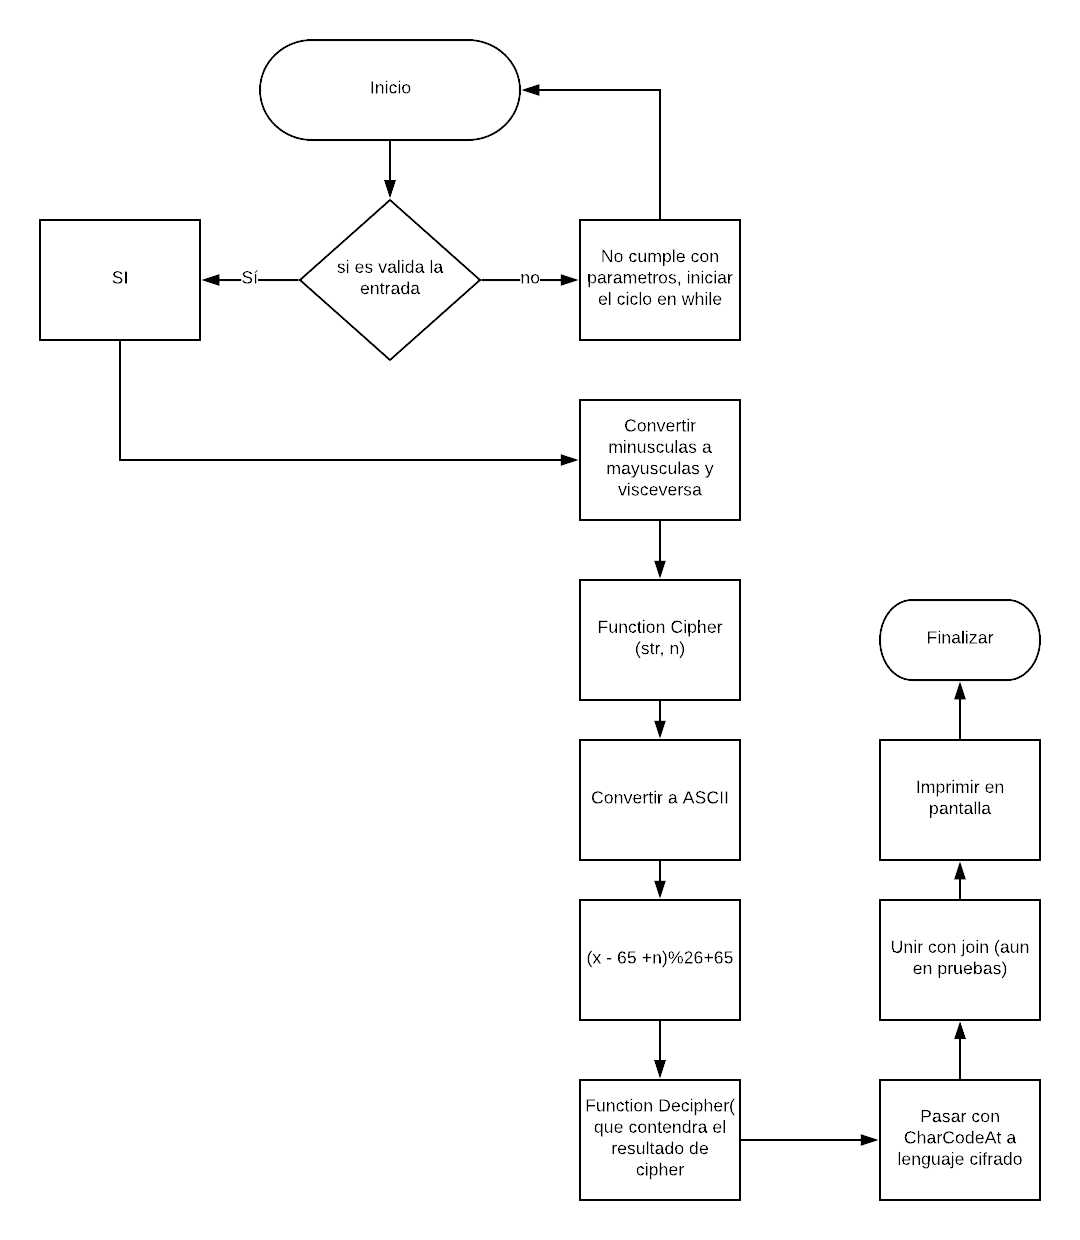 Inicio
si es valida la
entrada
Sí
SI
no
No cumple con
parametros, iniciar
el ciclo en while
Convertir
minusculas a
mayusculas y
visceversa
Function Cipher
(str, n)
Convertir a ASCII
(x - 65 +n)%26+65
Function Decipher(
que contendra el
resultado de
cipher
Pasar con
CharCodeAt a
lenguaje cifrado
Unir con join (aun
en pruebas)
Imprimir en
pantalla
Finalizar